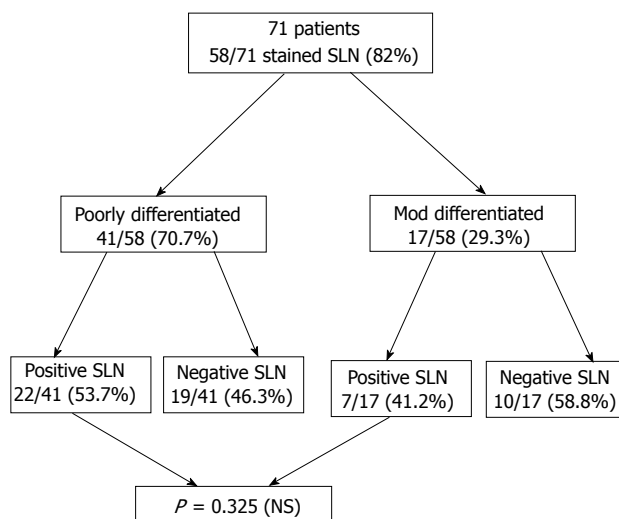 71 patients
58/71 stained SLN (82%)
Poorly differentiated
41/58 (70.7%)
Mod differentiated
17/58 (29.3%)
Positive SLN
22/41 (53.7%)
Negative SLN
19/41 (46.3%)
Positive SLN
7/17 (41.2%)
Negative SLN
10/17 (58.8%)
P = 0.325 (NS)